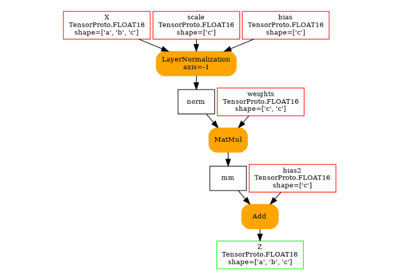 X
TensorProto.FLOAT16
shape=['a', 'b', 'c']
scale
TensorProto.FLOAT16
shape=['c']
bias
TensorProto.FLOAT16
shape=['c']
LayerNormalization
axis=-1
norm
weights
TensorProto.FLOAT16
shape=['c', 'c']
MatMul
mm
bias2
TensorProto.FLOAT16
shape=['c']
Add
Z
TensorProto.FLOAT16
shape=['a', 'b', 'c']